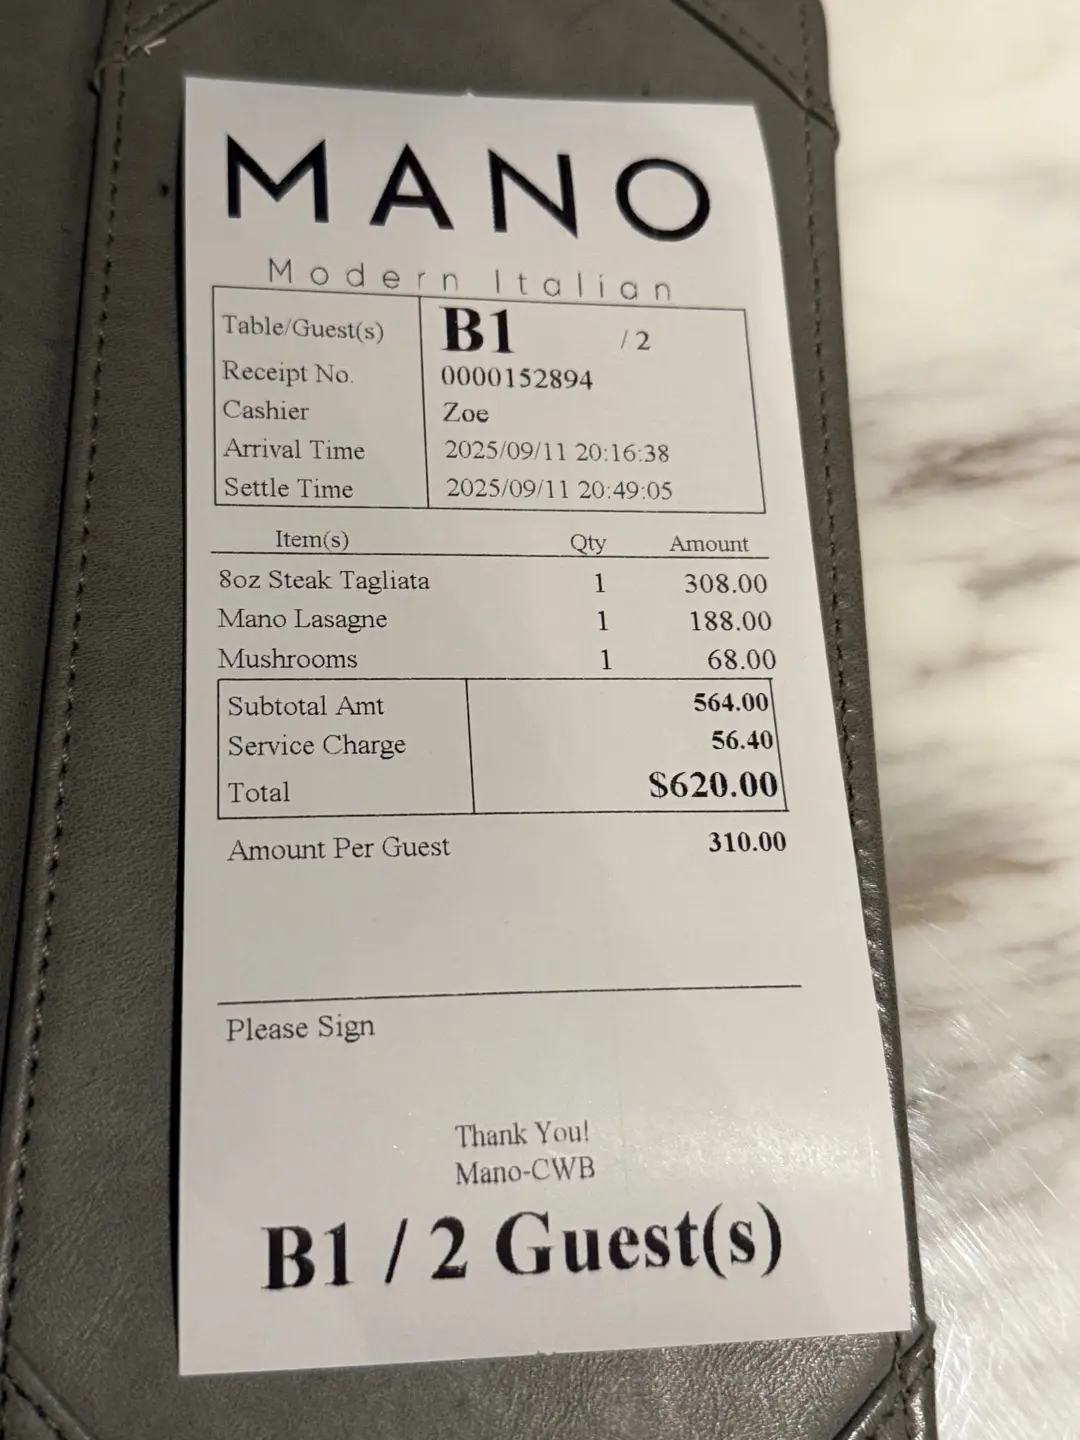 MANO
Modern Italian
Table/Guest(s) B1 / 2
Receipt No. 0000152894
Cashier Zoe
Arrival Time 2025/09/11 20:16:38
Settle Time 2025/09/11 20:49:05
Item(s) Qty Amount
8oz Steak Tagliata 1 308.00
Mano Lasagne 1 188.00
Mushrooms 1 68.00
Subtotal Amt 564.00
Service Charge 56.40
Total $620.00
Amount Per Guest 310.00
Please Sign
Thank You!
Mano-CWB
B1 / 2 Guest(s)